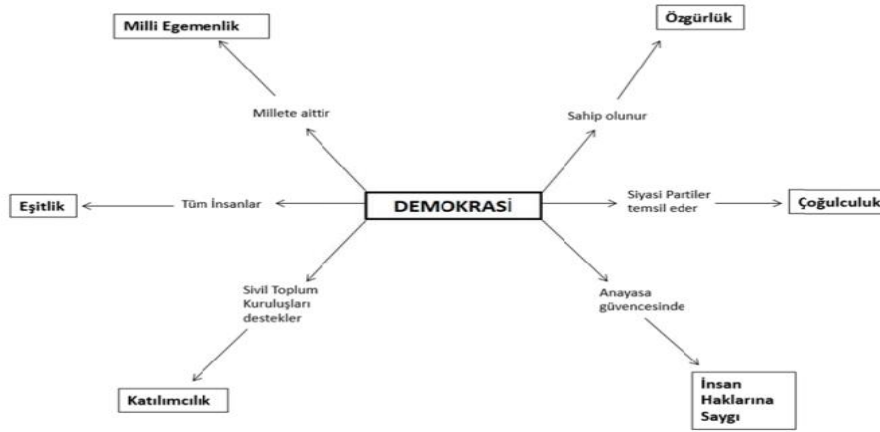 Milli Egemenlik
Özgürlük
Millete aittir
Sahip olunur
Eşitlik
Tüm İnsanlar
DEMOKRASİ
Siyasi Partiler
temsil eder
Çoğulculuk
Sivil Toplum
Kuruluşları
destekler
Anayasa
güvencesinde
Katılımcılık
İnsan
Haklarına
Saygı